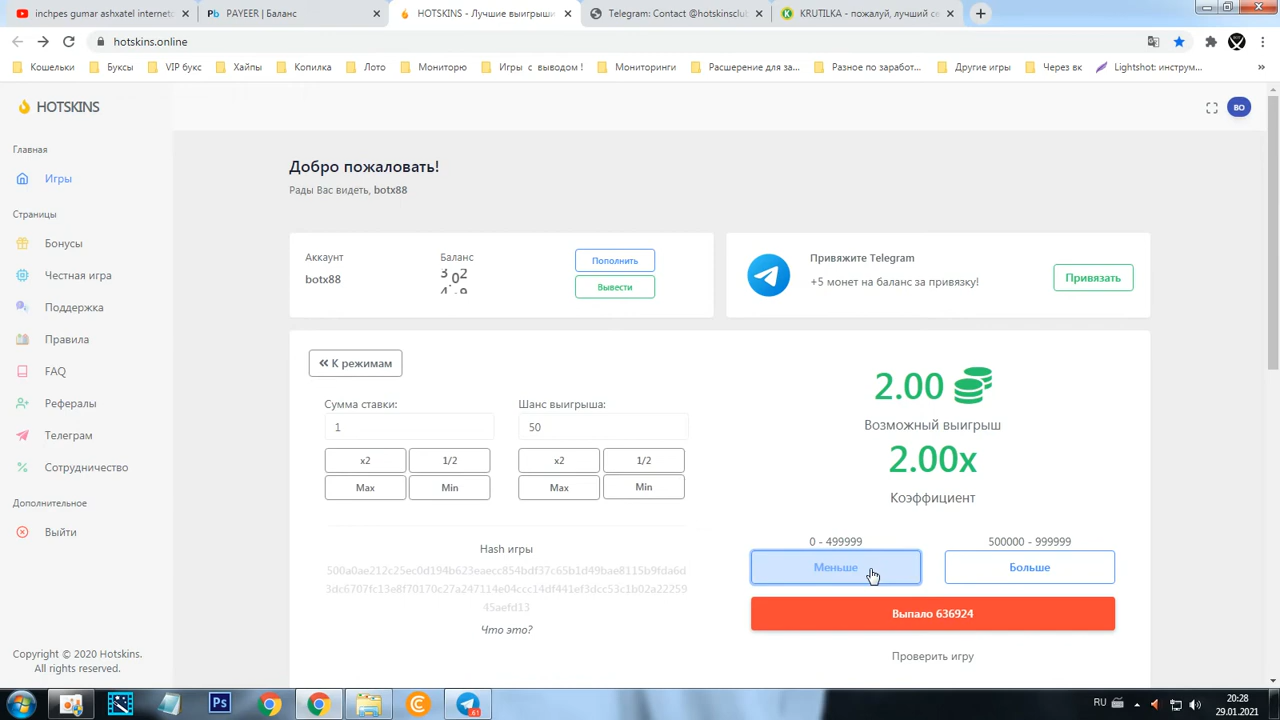 inchpes gumar ashxatel internetc
PAYEER | Баланс
HOTSKINS - Лучшие выигрыши
Telegram: Contact @hotskinsclub
KRUTILKA - пожалуй, лучший се
hotskins.online
Кошельки
Буксы
VIP букс
Хайпы
Копилка
Лото
Мониторю
Игры с выводом !
Мониторинги
Расшерение для за...
Разное по заработ...
Другие игры
Через вк
Lightshot: инструм...
»
HOTSKINS
BO
Главная
Игры
Страницы
Бонусы
Честная игра
Поддержка
Правила
FAQ
Рефералы
Телеграм
Сотрудничество
Дополнительное
Выйти
Copyright © 2020 Hotskins.
All rights reserved.
Добро пожаловать!
Рады Вас видеть, botx88
Аккаунт
botx88
Баланс
Пополнить
Вывести
Привяжите Telegram
+5 монет на баланс за привязку!
Привязать
К режимам
Сумма ставки:
1
x2
1/2
Max
Min
Шанс выигрыша:
50
x2
1/2
Max
Min
Hash игры
500a0ae212c25ec0d194b623eaecc854bdf37c65b1d49bae8115b9fda6d
3dc6707fc13e8f70170c27a247114e04ccc14df441ef3dcc53c1b02a22259
45aefd13
Что это?
2.00
Возможный выигрыш
2.00x
Коэффициент
0 - 499999
Меньше
500000 - 999999
Больше
Выпало 636924
Проверить игру
Ps
61
RU
20:28
29.01.2021